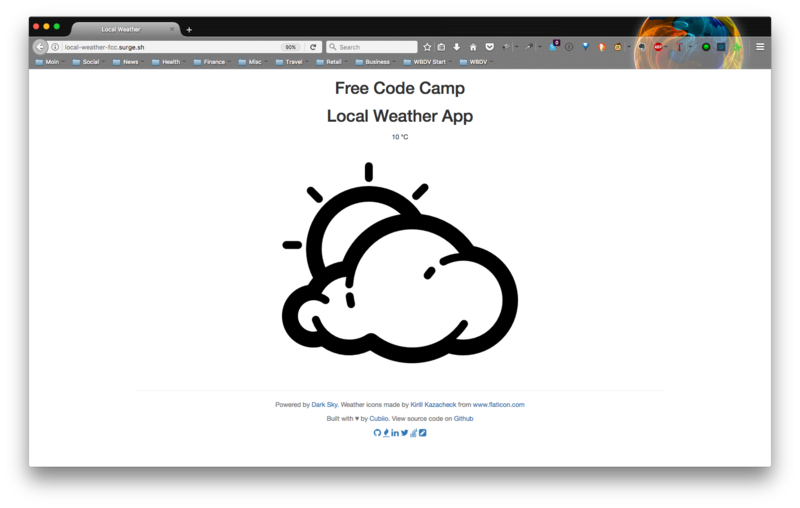 Local Weather
local-weather-fcc.surge.sh
90%
Search
Moin
Social
News
Health
Finance
Misc
Travel
Retail
Business
WBDV Start
WBDV
Free Code Camp
Local Weather App
10 °C
Powered by Dark Sky. Weather icons made by Kirill Kazacheck from www.flaticon.com
Built with ♥ by Cubiio. View source code on Github